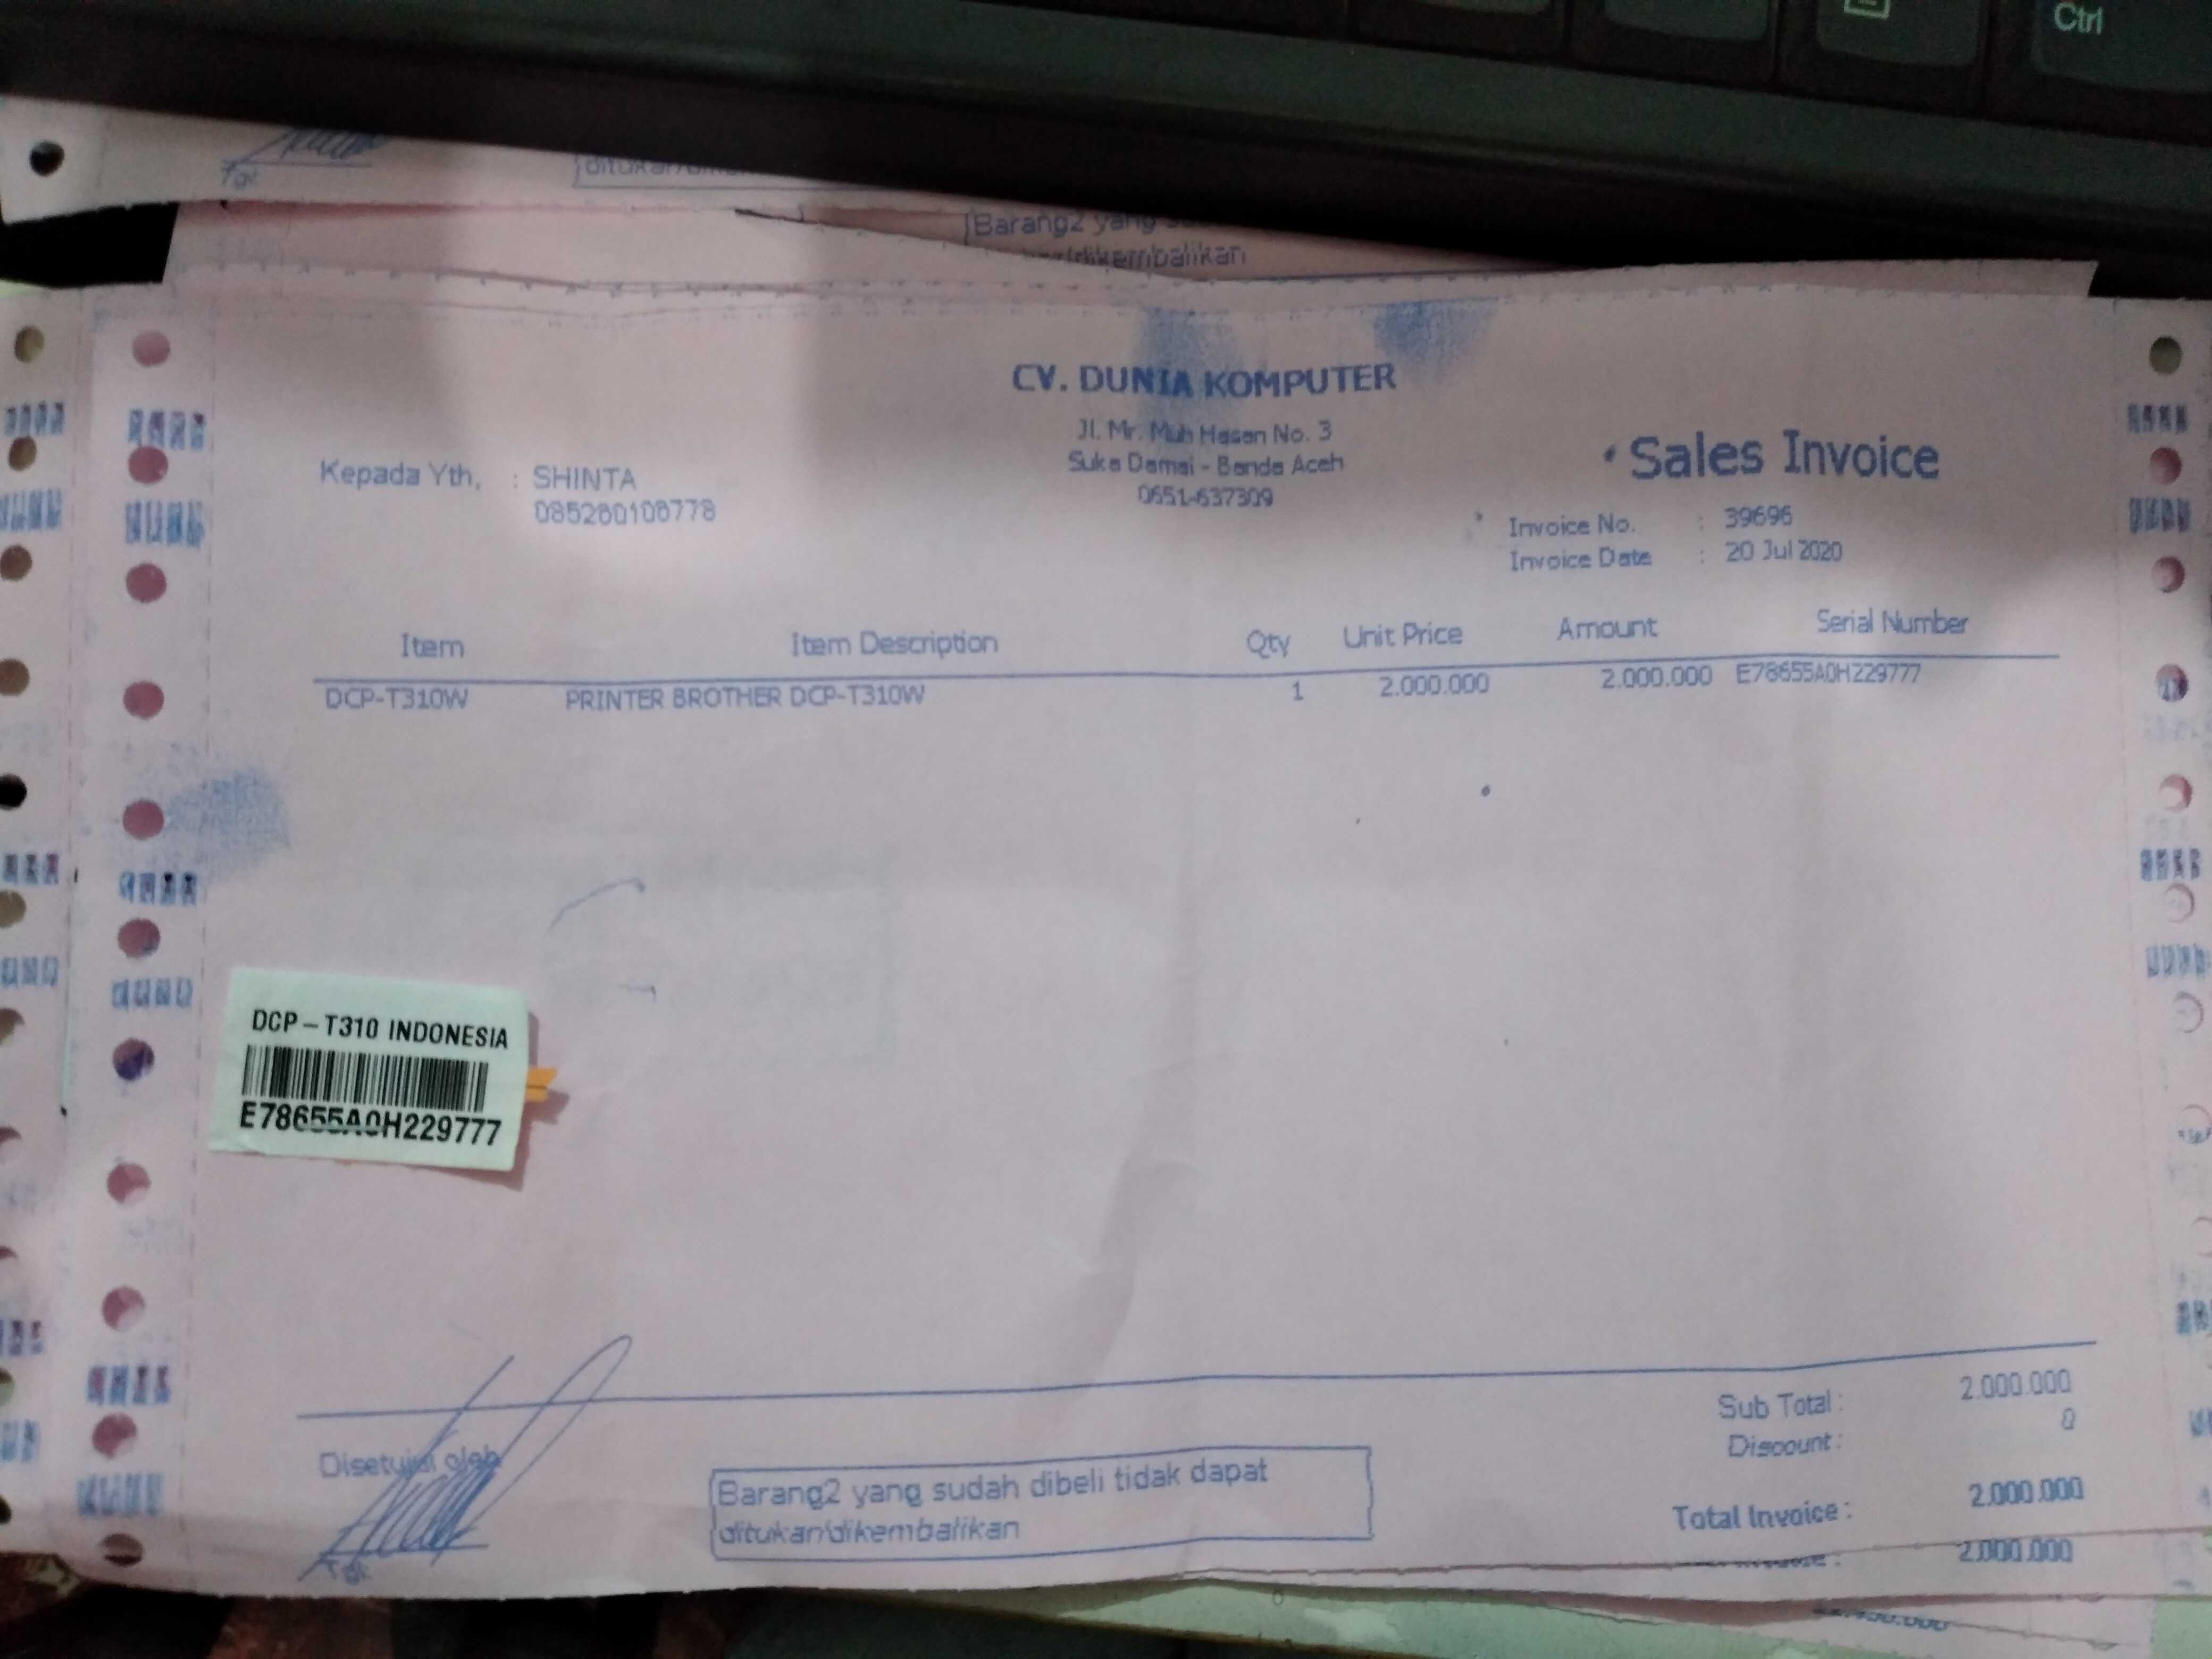 Ctrl
Tgl:
Barang2 yang
CV. DUNIA KOMPUTER
Jl. Mr. Muh Hasan No. 3
Suka Damai - Banda Aceh
0651-637309
Kepada Yth, : SHINTA
Sales Invoice
Invoice No. : 39696
Invoice Date : 20 Jul 2020
Item Item Description Qty Unit Price Amount Serial Number
DCP-T310W PRINTER BROTHER DCP-T310W 1 2.000.000 2.000.000 E78655A0H229777
DCP-T310 INDONESIA
E78655A0H229777
Sub Total : 2.000.000
Discount : 0
Total Invoice : 2.000.000
Disetujui oleh
Barang2 yang sudah dibeli tidak dapat
ditukar/dikembalikan
Tgl:
2.000.000